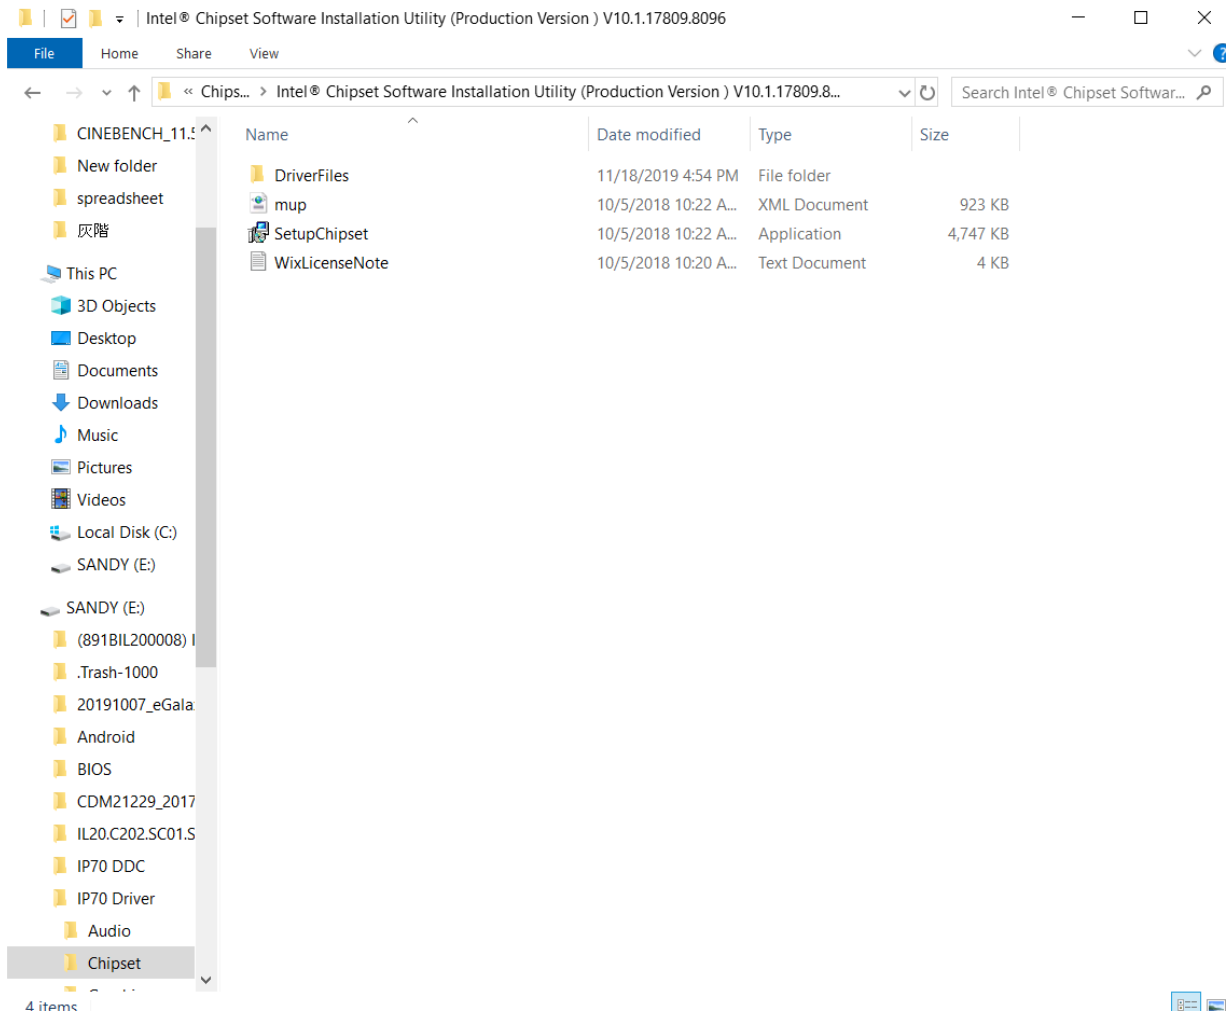 Intel® Chipset Software Installation Utility (Production Version ) V10.1.17809.8096
File Home Share View
« Chips... > Intel® Chipset Software Installation Utility (Production Version ) V10.1.17809.8... Search Intel® Chipset Softwar...
Name Date modified Type Size
DriverFiles 11/18/2019 4:54 PM File folder
mup 10/5/2018 10:22 A... XML Document 923 KB
SetupChipset 10/5/2018 10:22 A... Application 4,747 KB
WixLicenseNote 10/5/2018 10:20 A... Text Document 4 KB
CINEBENCH_11.5
New folder
spreadsheet
灰階
This PC
3D Objects
Desktop
Documents
Downloads
Music
Pictures
Videos
Local Disk (C:)
SANDY (E:)
SANDY (E:)
(891BIL200008)
.Trash-1000
20191007_eGala
Android
BIOS
CDM21229_2017
IL20.C202.SC01.S
IP70 DDC
IP70 Driver
Audio
Chipset
4 items